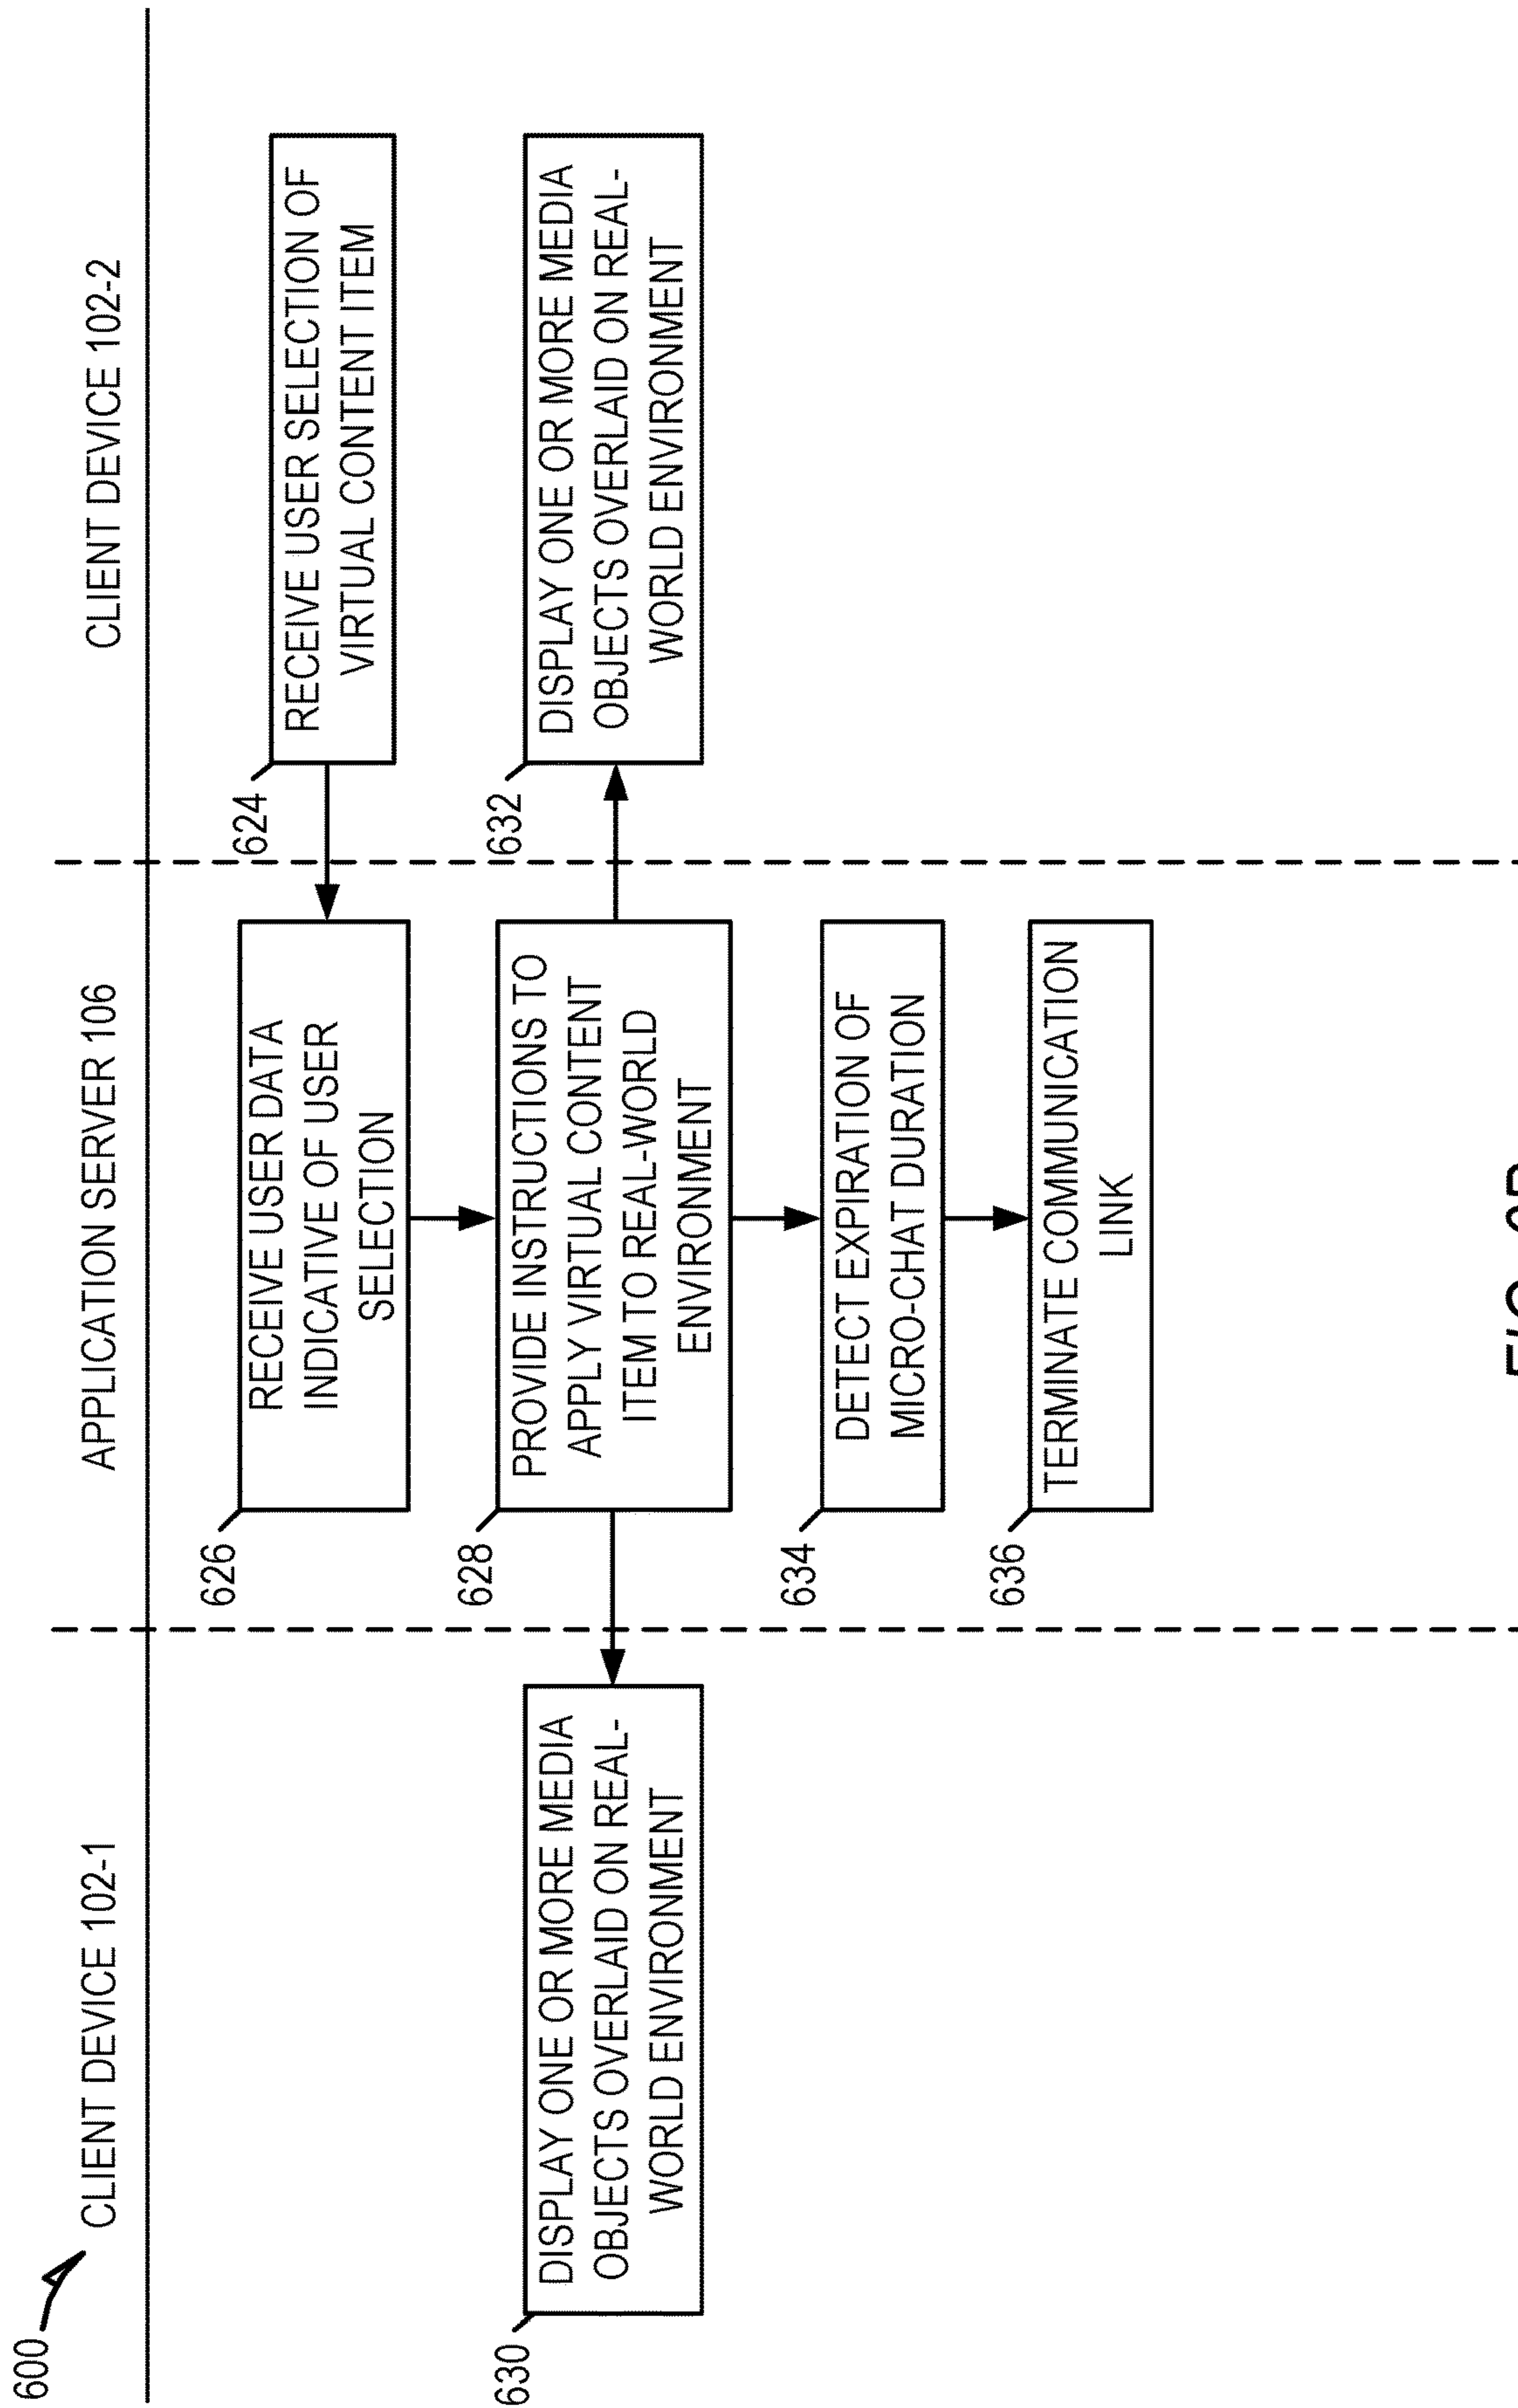 600
CLIENT DEVICE 102-1
APPLICATION SERVER 106
CLIENT DEVICE 102-2
624
RECEIVE USER SELECTION OF
VIRTUAL CONTENT ITEM
626
RECEIVE USER DATA
INDICATIVE OF USER
SELECTION
628
PROVIDE INSTRUCTIONS TO
APPLY VIRTUAL CONTENT
ITEM TO REAL-WORLD
ENVIRONMENT
630
DISPLAY ONE OR MORE MEDIA
OBJECTS OVERLAID ON REAL-
WORLD ENVIRONMENT
632
DISPLAY ONE OR MORE MEDIA
OBJECTS OVERLAID ON REAL-
WORLD ENVIRONMENT
634
DETECT EXPIRATION OF
MICRO-CHAT DURATION
636
TERMINATE COMMUNICATION
LINK